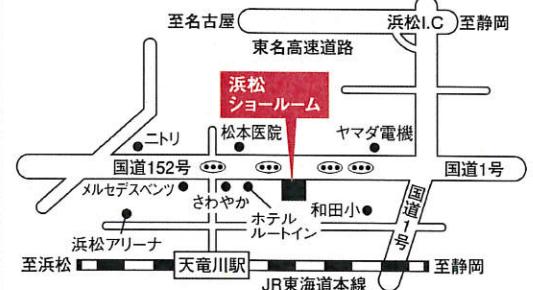 至名古屋
浜松I.C
至静岡
東名高速道路
浜松
ショールーム
ニトリ
松本医院
ヤマダ電機
国道152号
国道1号
メルセデスベンツ
さわやか
ホテル
ルートイン
和田小
国道1号
浜松アリーナ
至浜松
天竜川駅
至静岡
JR東海道本線